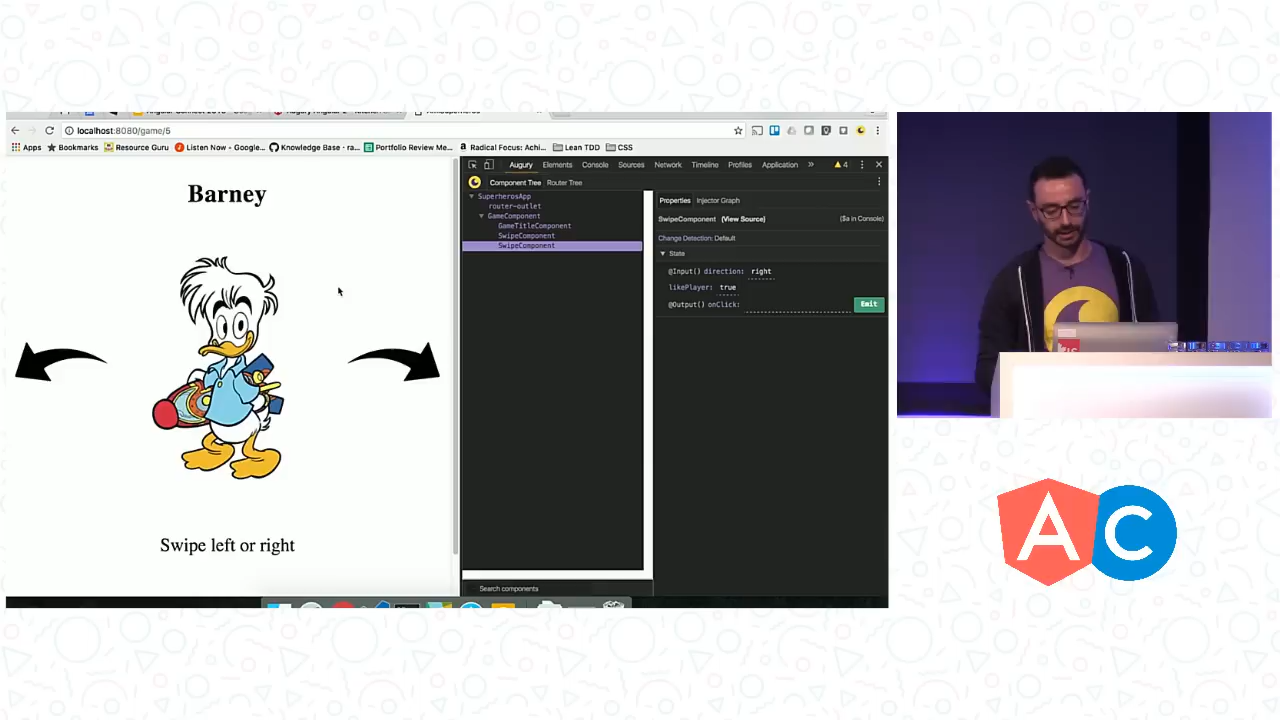 localhost:8080/game/5
Apps Bookmarks Resource Guru Listen Now – Google... Knowledge Base - ra... Portfolio Review Me... Radical Focus: Achi... Lean TDD CSS
Augury Elements Console Sources Network Timeline Profiles Application » 4
Component Tree Router Tree
SuperherosApp
router-outlet
GameComponent
GameTitleComponent
SwipeComponent
SwipeComponent
Search components
Properties Injector Graph
SwipeComponent (View Source) ($a in Console)
Change Detection: Default
State
@Input() direction: right
likePlayer: true
@Output() onClick: Emit
Barney
Swipe left or right
A C